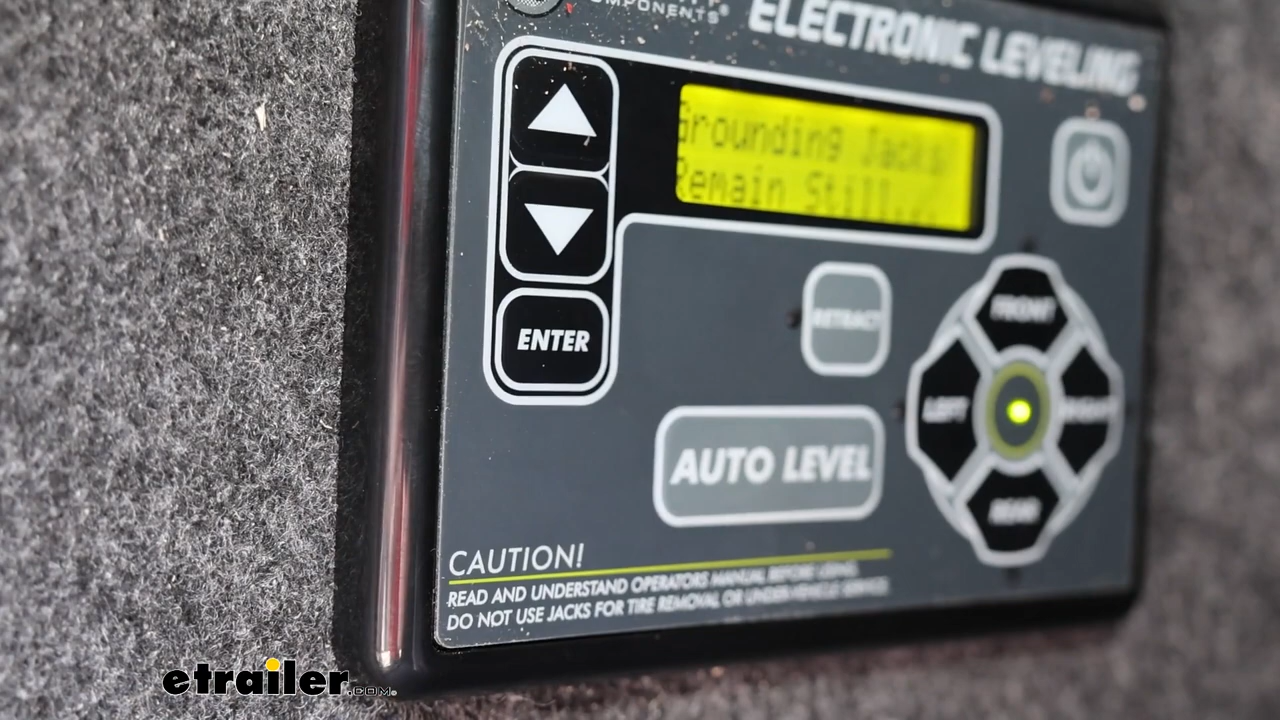 COMPONENTS®
ELECTRONIC LEVELING
Grounding Jacks
Remain Still...
ENTER
RETRACT
FRONT
LEFT
RIGHT
REAR
AUTO LEVEL
CAUTION!
READ AND UNDERSTAND OPERATORS MANUAL BEFORE USING.
DO NOT USE JACKS FOR TIRE REMOVAL OR UNDER VEHICLE SERVICE.
etrailer.COM